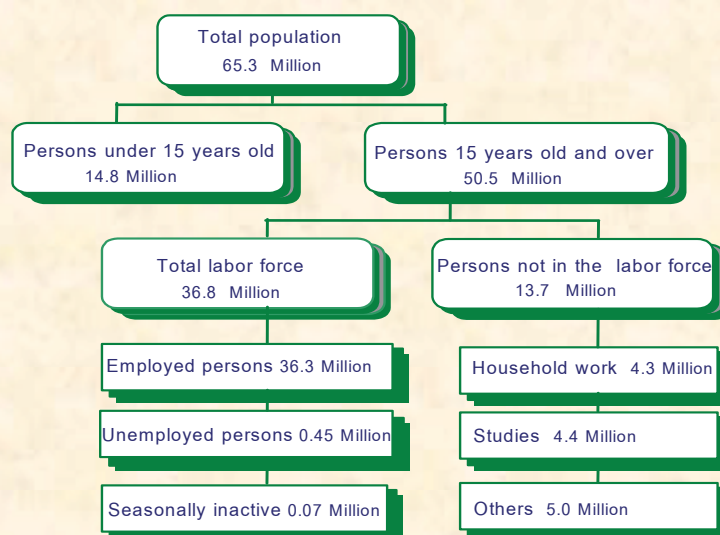 Total population
65.3 Million
Persons under 15 years old
14.8 Million
Persons 15 years old and over
50.5 Million
Total labor force
36.8 Million
Persons not in the labor force
13.7 Million
Employed persons 36.3 Million
Household work 4.3 Million
Unemployed persons 0.45 Million
Studies 4.4 Million
Seasonally inactive 0.07 Million
Others 5.0 Million